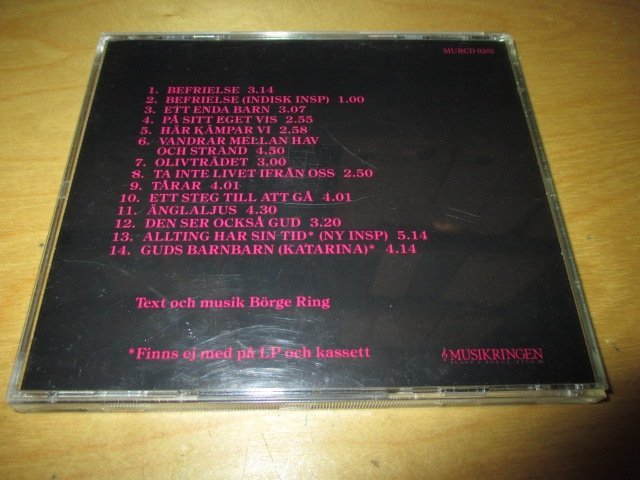 MURCD 9202
1. BEFRIELSE 3.14
2. BEFRIELSE (INDISK INSP) 1.00
3. ETT ENDA BARN 3.07
4. PÅ SITT EGET VIS 2.55
5. HÄR KÄMPAR VI 2.58
6. VANDRAR MELLAN HAV
OCH STRAND 4.50
7. OLIVTRÄDET 3.00
8. TA INTE LIVET IFRÅN OSS 2.50
9. TÅRAR 4.01
10. ETT STEG TILL ATT GÅ 4.01
11. ÄNGLALJUS 4.30
12. DEN SER OCKSÅ GUD 3.20
13. ALLTING HAR SIN TID* (NY INSP) 5.14
14. GUDS BARNBARN (KATARINA)* 4.14
Text och musik Börge Ring
*Finns ej med på LP och kassett
MUSIKRINGEN